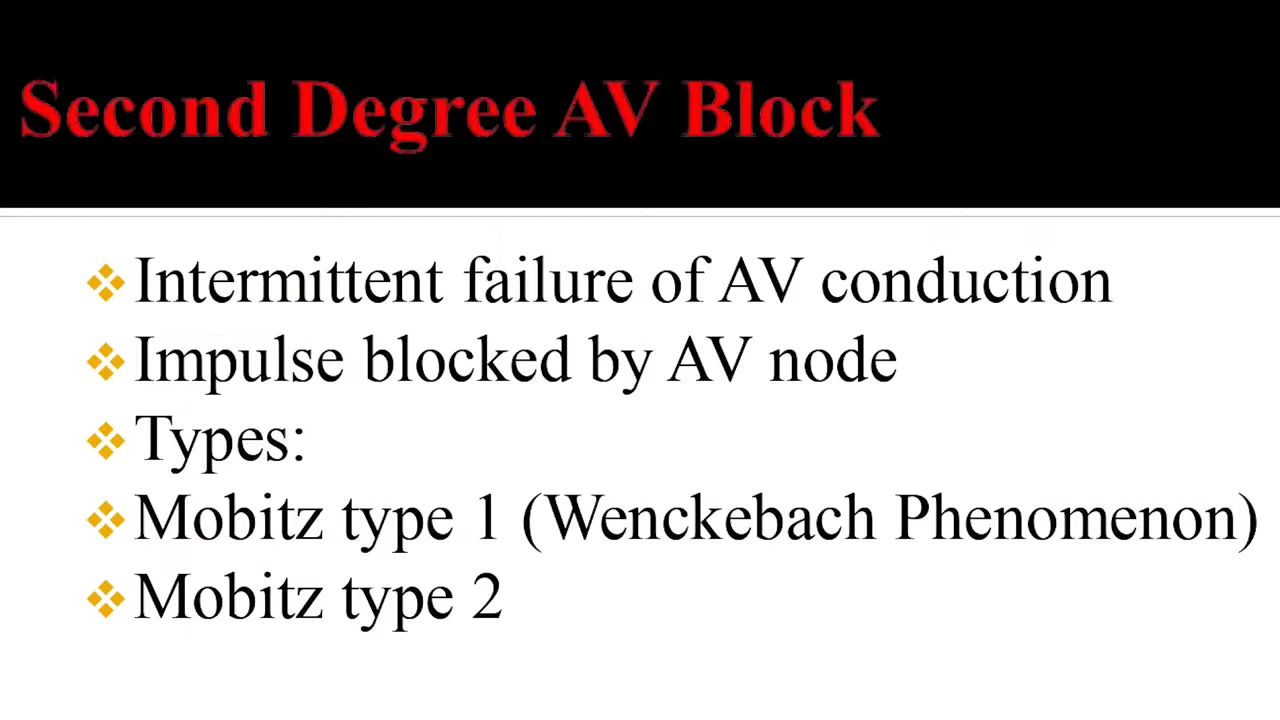 Second Degree AV Block
Intermittent failure of AV conduction
Impulse blocked by AV node
Types:
Mobitz type 1 (Wenckebach Phenomenon)
Mobitz type 2